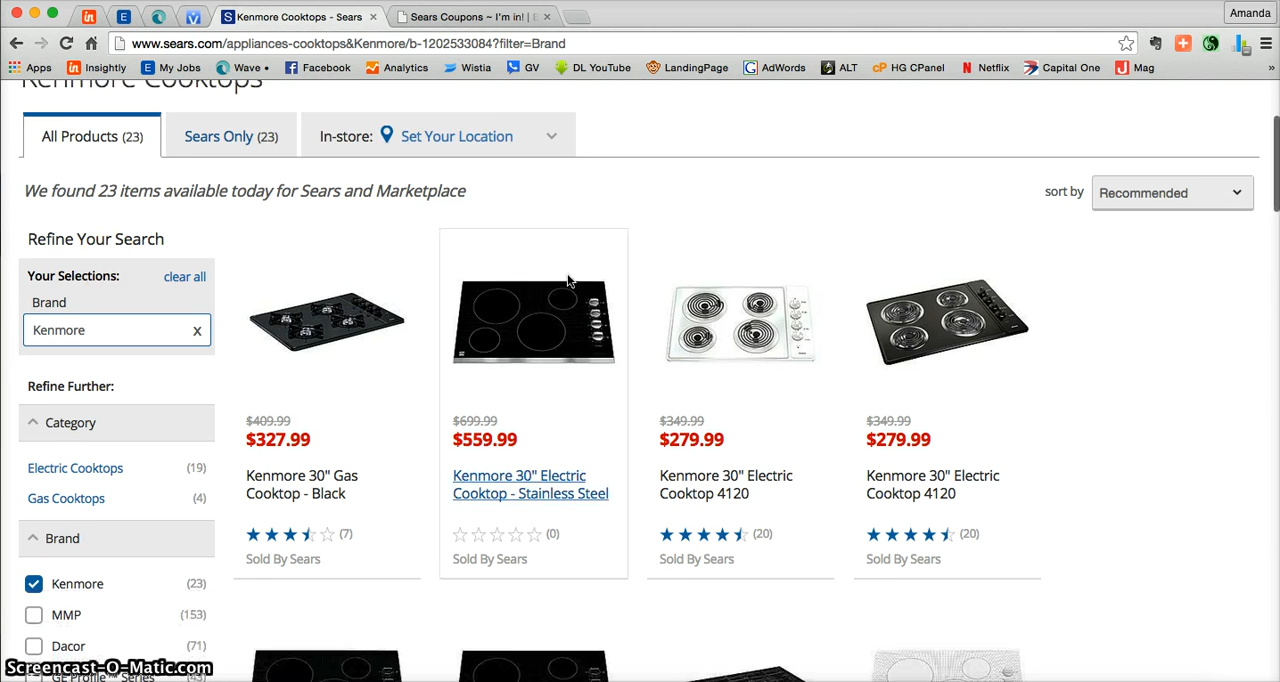 Kenmore Cooktops - Sears
Sears Coupons ~ I'm in! | E
Amanda
www.sears.com/appliances-cooktops&Kenmore/b-1202533084?filter=Brand
Apps Insightly My Jobs Wave • Facebook Analytics Wistia GV DL YouTube LandingPage AdWords ALT HG CPanel Netflix Capital One Mag »
Kenmore Cooktops
All Products (23) Sears Only (23) In-store: Set Your Location
We found 23 items available today for Sears and Marketplace
sort by Recommended
Refine Your Search
Your Selections: clear all
Brand
Kenmore x
Refine Further:
Category
Electric Cooktops (19)
Gas Cooktops (4)
Brand
Kenmore (23)
MMP (153)
Dacor (71)
GE Profile™ Series
$409.99
$327.99
Kenmore 30" Gas
Cooktop - Black
(7)
Sold By Sears
$699.99
$559.99
Kenmore 30" Electric
Cooktop - Stainless Steel
(0)
Sold By Sears
$349.99
$279.99
Kenmore 30" Electric
Cooktop 4120
(20)
Sold By Sears
$349.99
$279.99
Kenmore 30" Electric
Cooktop 4120
(20)
Sold By Sears
Screencast-O-Matic.com